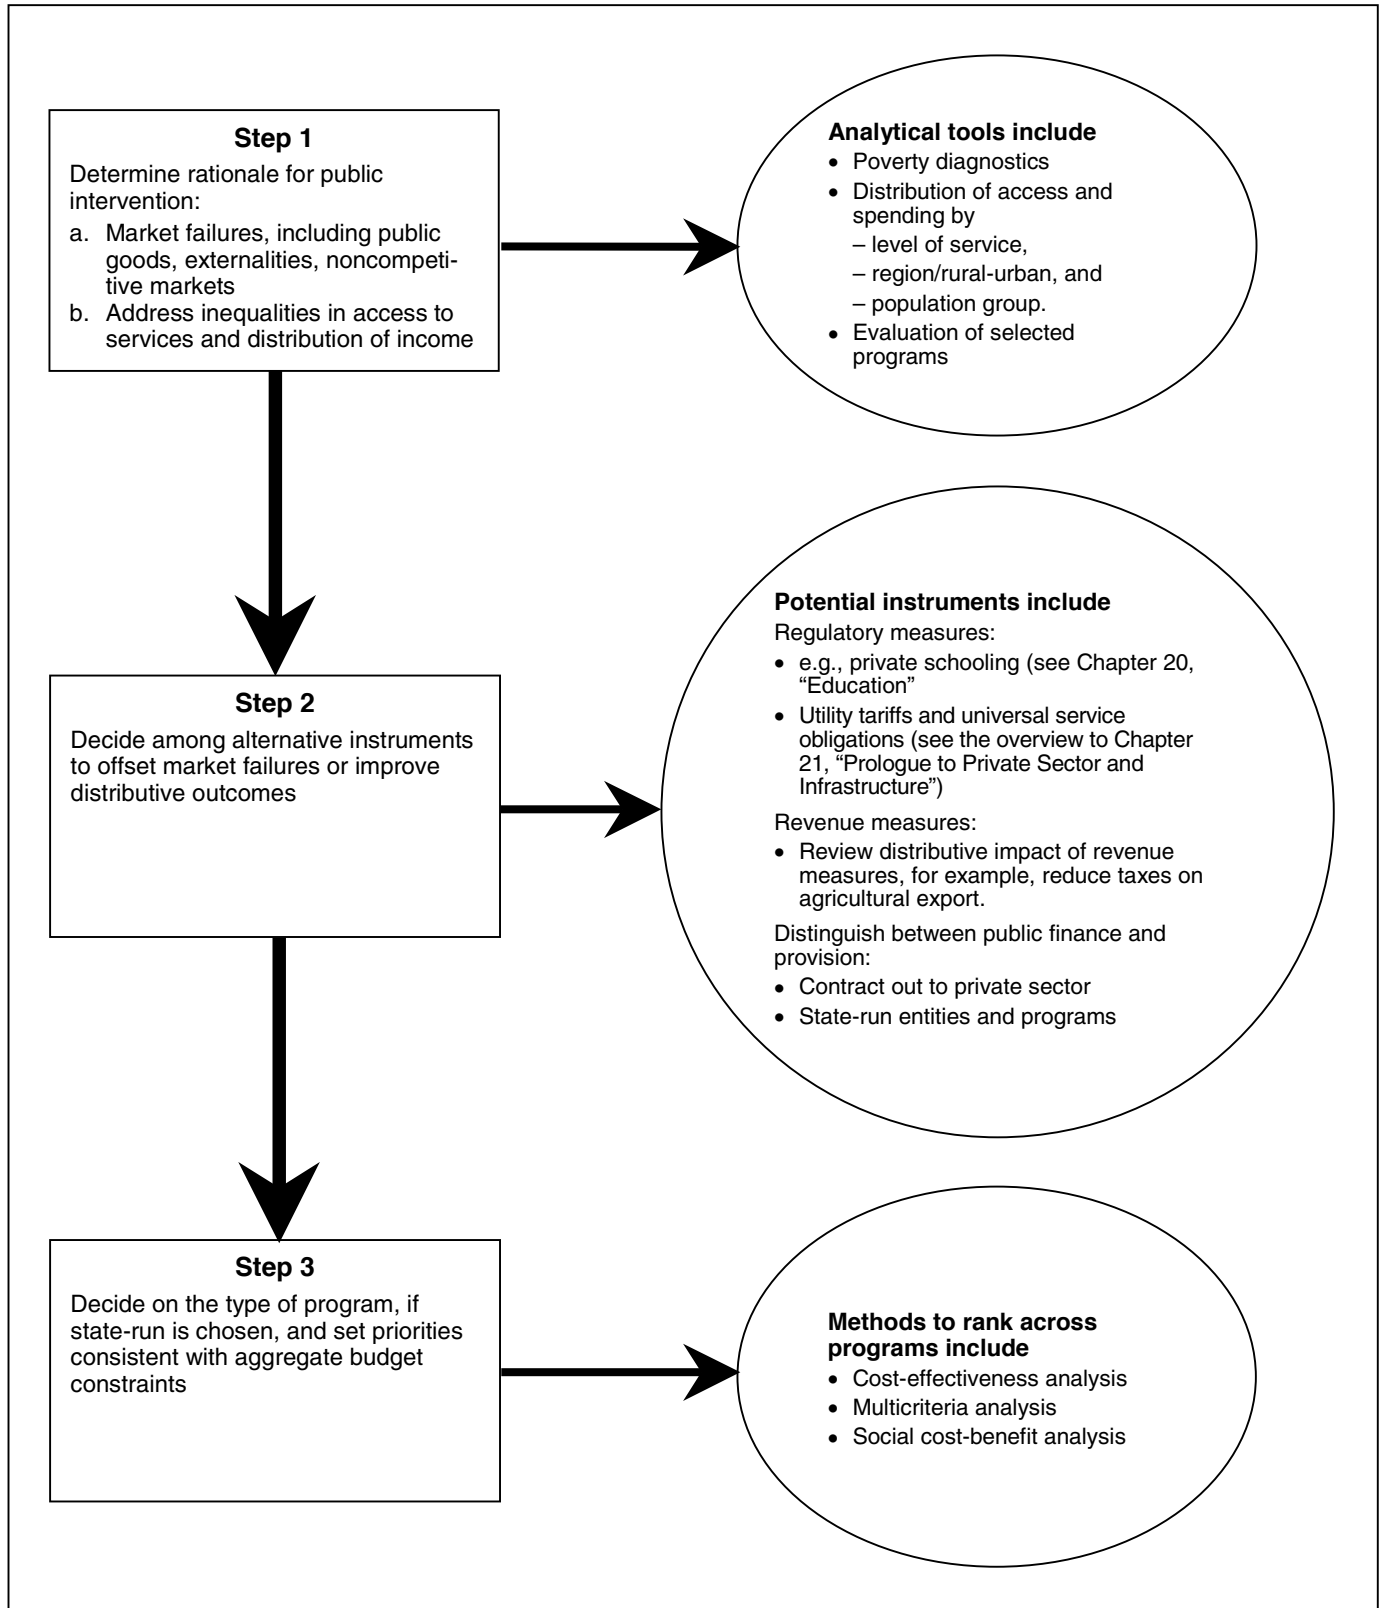 Step 1
Determine rationale for public
intervention:
a. Market failures, including public
goods, externalities, noncompeti-
tive markets
b. Address inequalities in access to
services and distribution of income
Analytical tools include
• Poverty diagnostics
• Distribution of access and
spending by
– level of service,
– region/rural-urban, and
– population group.
• Evaluation of selected
programs
Step 2
Decide among alternative instruments
to offset market failures or improve
distributive outcomes
Potential instruments include
Regulatory measures:
• e.g., private schooling (see Chapter 20,
“Education”
• Utility tariffs and universal service
obligations (see the overview to Chapter
21, “Prologue to Private Sector and
Infrastructure”)
Revenue measures:
• Review distributive impact of revenue
measures, for example, reduce taxes on
agricultural export.
Distinguish between public finance and
provision:
• Contract out to private sector
• State-run entities and programs
Step 3
Decide on the type of program, if
state-run is chosen, and set priorities
consistent with aggregate budget
constraints
Methods to rank across
programs include
• Cost-effectiveness analysis
• Multicriteria analysis
• Social cost-benefit analysis